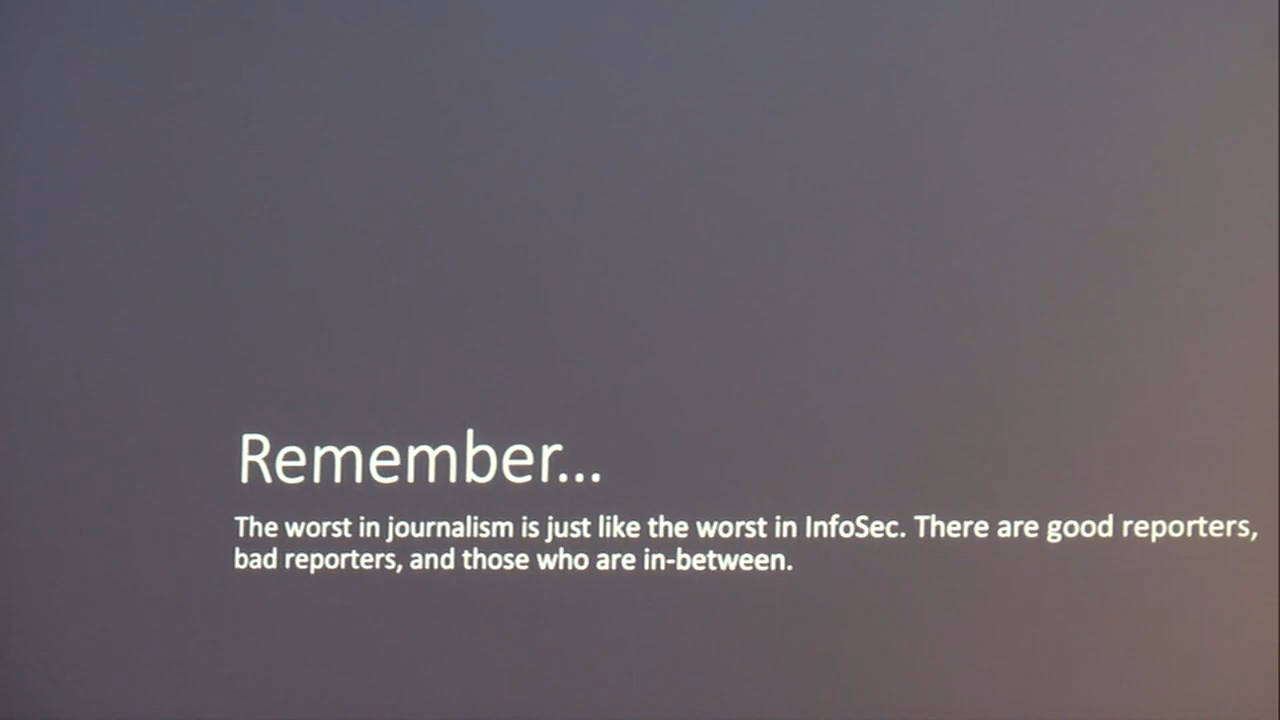 Remember...
The worst in journalism is just like the worst in InfoSec. There are good reporters,
bad reporters, and those who are in-between.